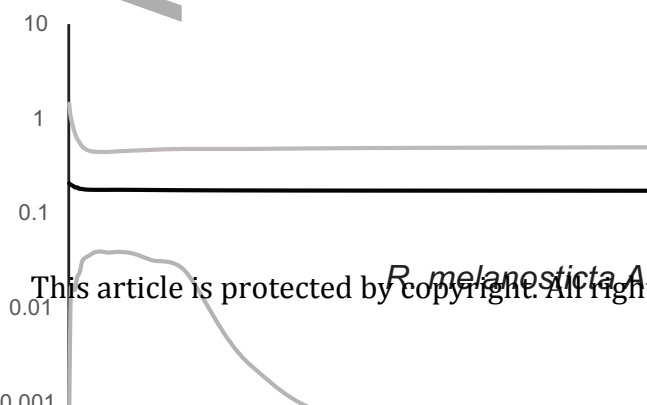 10
1
0.1
R. melanosticta A
This article is protected by copyright. All righ
0.01
0.001